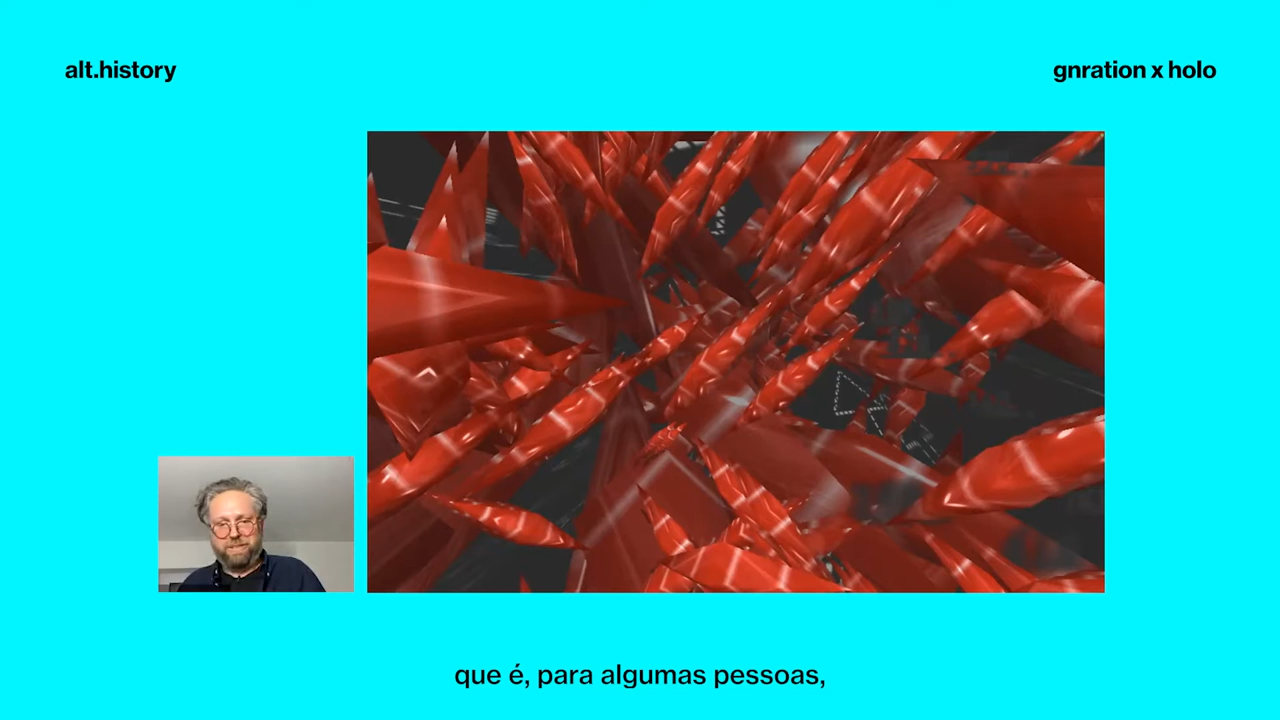 alt.history
gnration x holo
que é, para algumas pessoas,